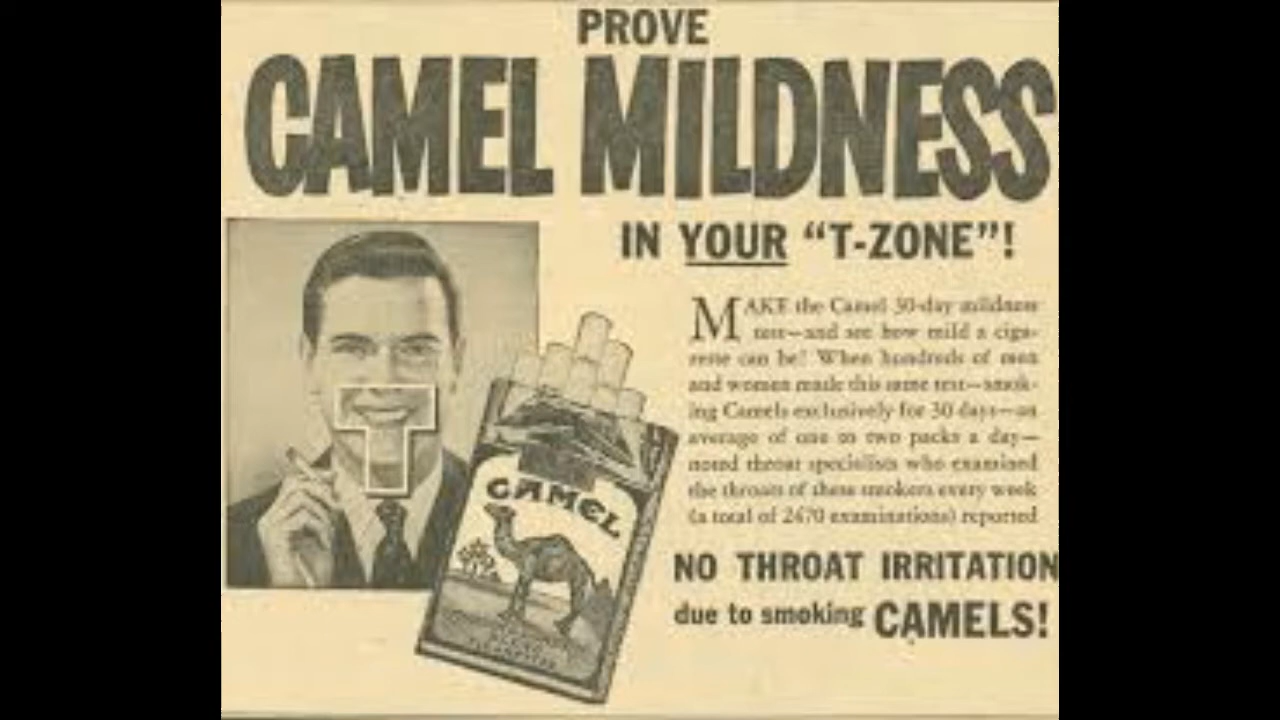 PROVE
CAMEL MILDNESS
IN YOUR “T-ZONE”!
MAKE the Camel 30-day mildness
test—and see how mild a ciga-
rette can be! When hundreds of men
and women made this same test—smok-
ing Camels exclusively for 30 days—an
average of one to two packs a day—
noted throat specialists who examined
the throats of these smokers every week
(a total of 2470 examinations) reported
NO THROAT IRRITATION
due to smoking CAMELS!
T
CAMEL